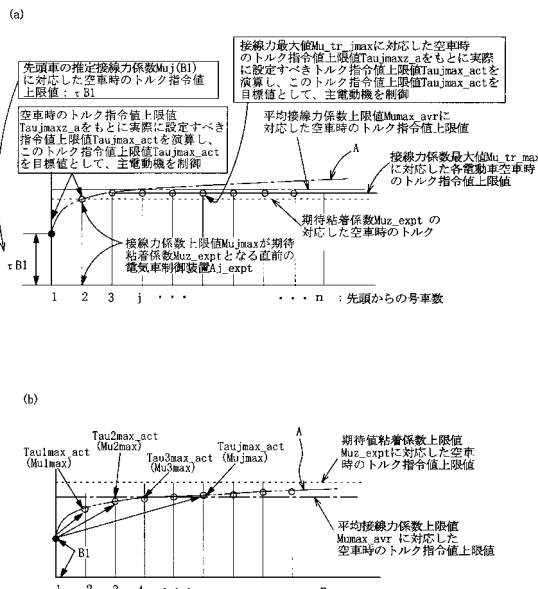 (a)
先頭車の推定接線力係数Muj(B1)
に対応した空車時のトルク指令値
上限値：τB1
接線力最大値Mu_tr_jmaxに対応した空車時
のトルク指令値上限値Taujmaxz_aをもとに実際
に設定すべきトルク指令値上限値Taujmax_actを
演算し、このトルク指令値上限値Taujmax_actを
目標値として、主電動機を制御
空車時のトルク指令値上限値
Taujmaxz_aをもとに実際に設定すべき
指令値上限値Taujmax_actを演算し、
このトルク指令値上限値Taujmax_act
を目標値として、主電動機を制御
平均接線力係数上限値Mumax_avrに
対応した空車時のトルク指令値上限値
A
接線力係数最大値Mu_tr_max
に対応した各電動車空車時
のトルク指令値上限値
期待粘着係数Muz_expt の
対応した空車時のトルク
接線力係数上限値Mujmaxが期待
粘着係数Muz_exptとなる直前の
電気車制御装置Aj_expt
τB1
1 2 3 j ・・・ ・・・ n ：先頭からの号車数
(b)
Tau1max_act
(Mu1max)
Tau2max_act
(Mu2max)
Tau3max_act
(Mu3max)
Taujmax_act
(Mujmax)
A
期待値粘着係数上限値
Muz_exptに対応した空車
時のトルク指令値上限値
平均接線力係数上限値
Mumax_avr に対応した
空車時のトルク指令値上限値
B1
1 2 3 4 ・・・ n